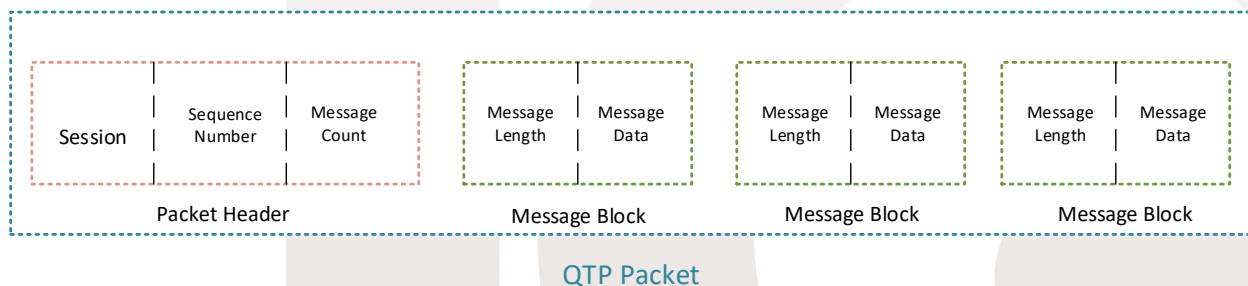 Session
Sequence
Number
Message
Count
Message
Length
Message
Data
Message
Length
Message
Data
Message
Length
Message
Data
Packet Header
Message Block
Message Block
Message Block
QTP Packet